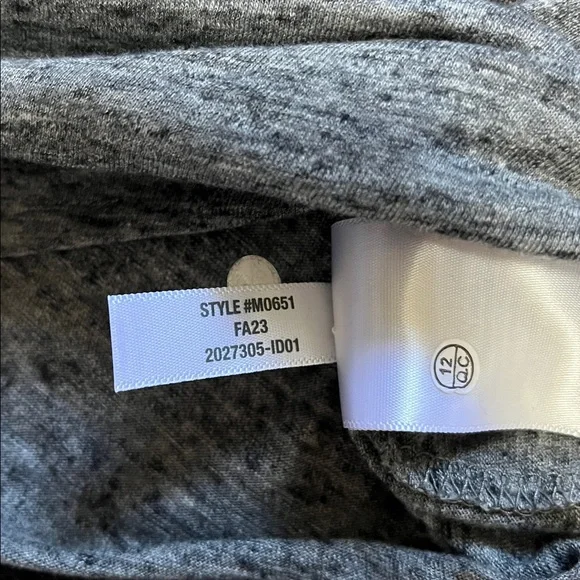 STYLE #M0651
FA23
2027305-ID01
12
Q.C